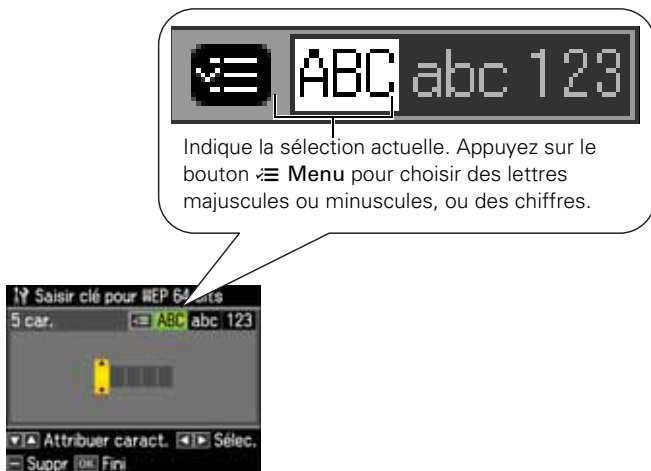 ABC abc 123
Indique la sélection actuelle. Appuyez sur le
bouton Menu pour choisir des lettres
majuscules ou minuscules, ou des chiffres.
Saisir clé pour WEP 64 bits
5 car. ABC abc 123
Attribuer caract. Sélec.
Suppr OK Fini